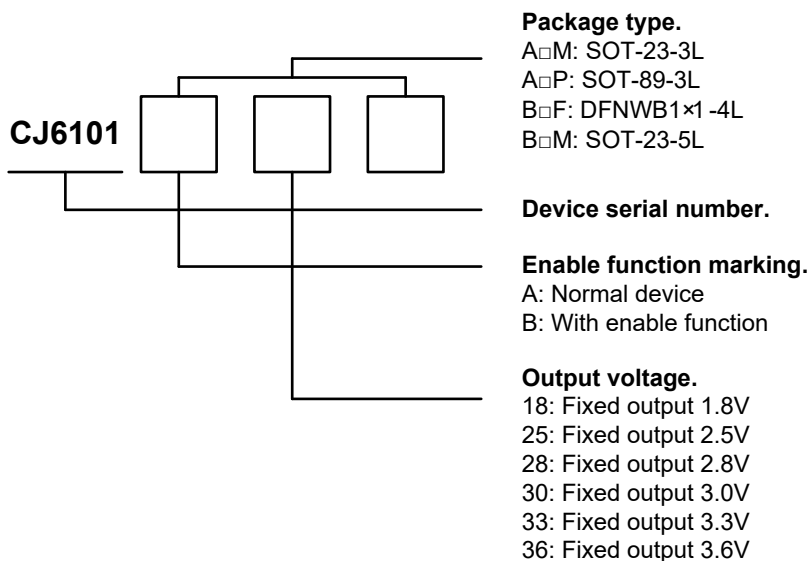 Package type.
A□M: SOT-23-3L
A□P: SOT-89-3L
B□F: DFNWB1×1-4L
B□M: SOT-23-5L
CJ6101
Device serial number.
Enable function marking.
A: Normal device
B: With enable function
Output voltage.
18: Fixed output 1.8V
25: Fixed output 2.5V
28: Fixed output 2.8V
30: Fixed output 3.0V
33: Fixed output 3.3V
36: Fixed output 3.6V